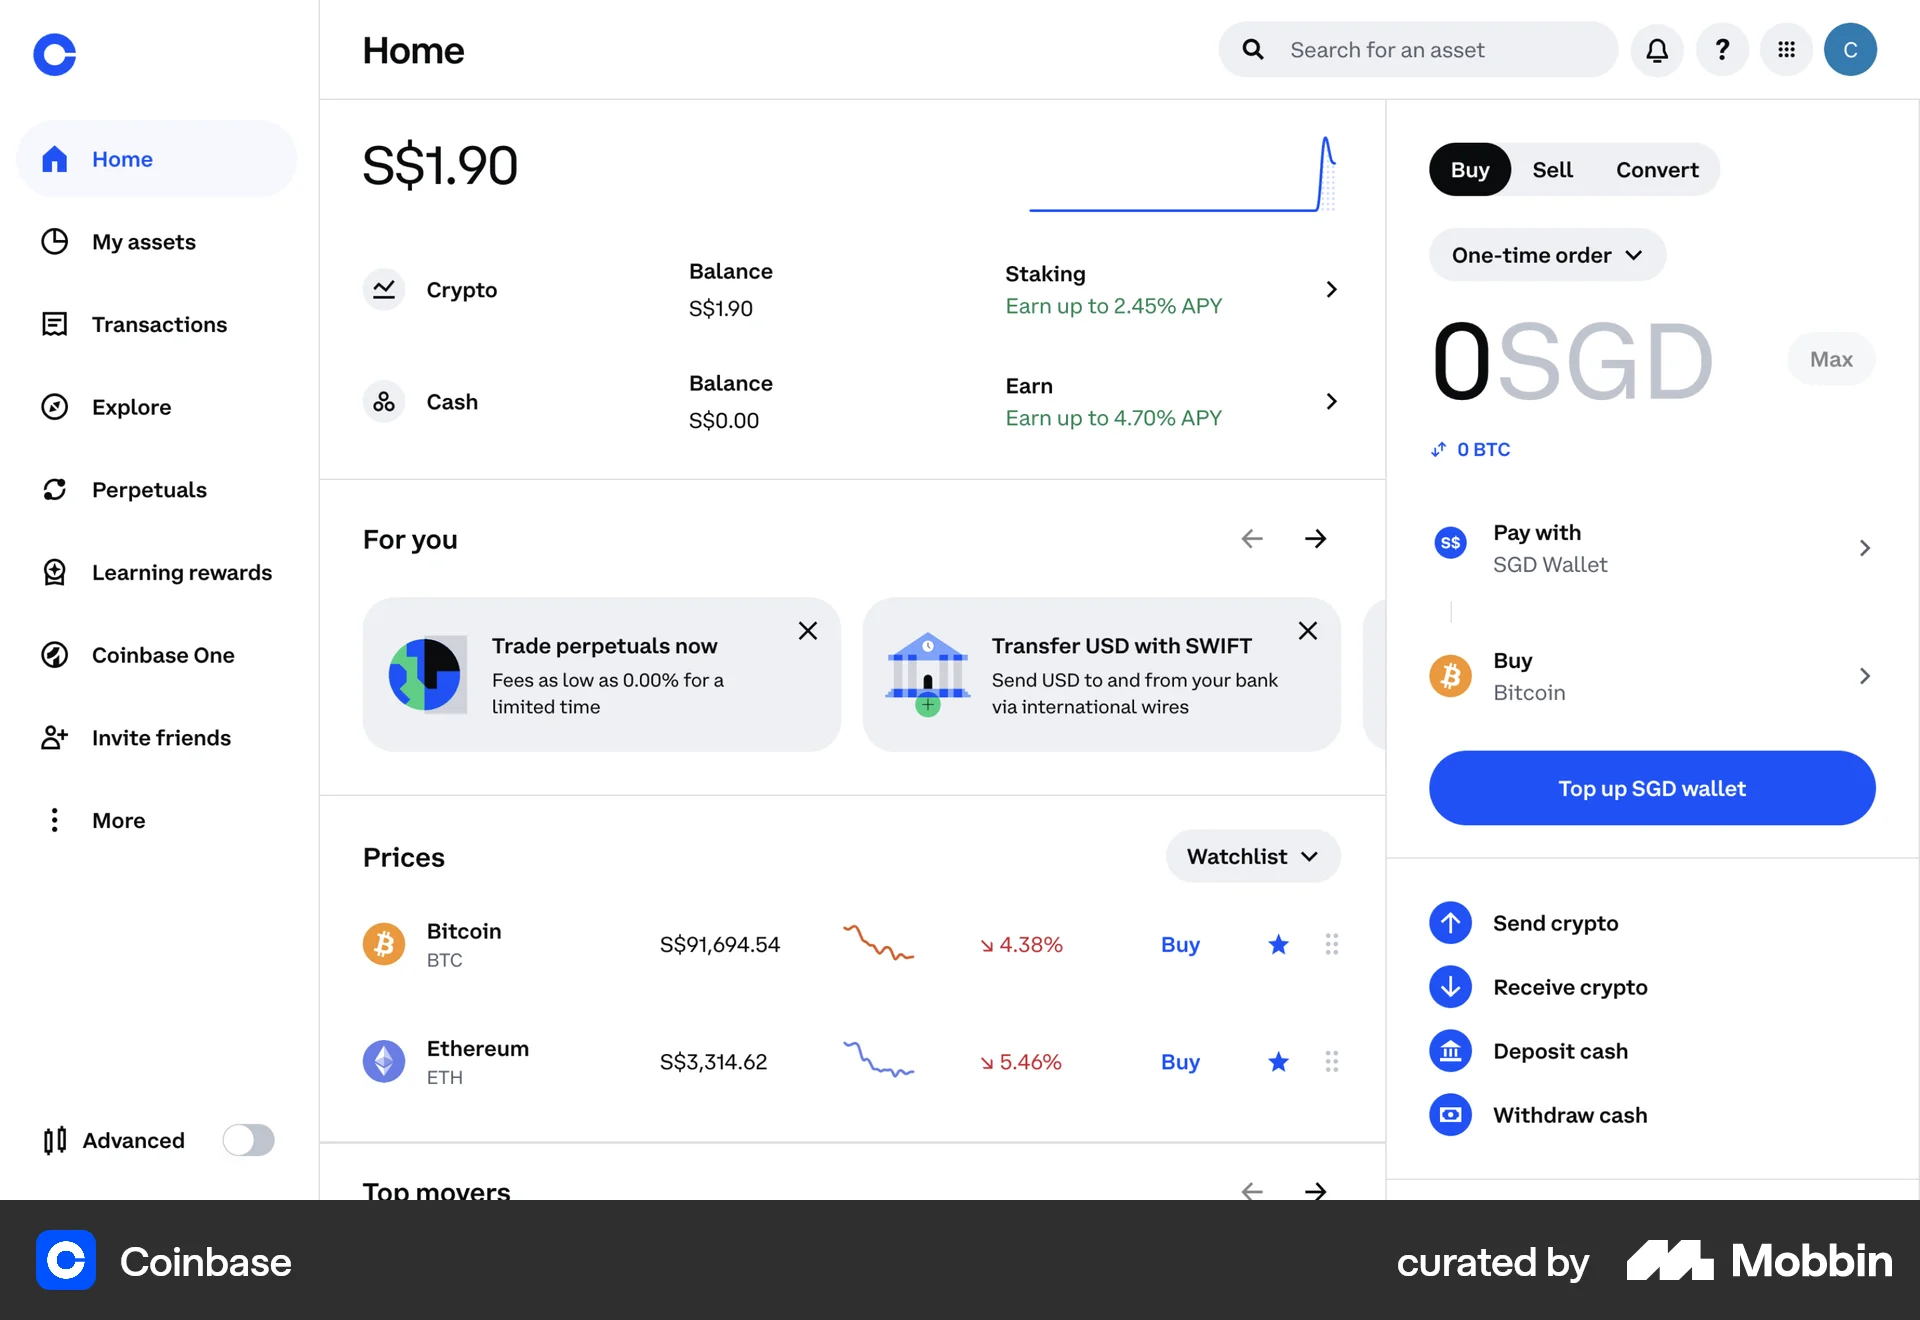 Home
Search for an asset
?
C
Home
My assets
Transactions
Explore
Perpetuals
Learning rewards
Coinbase One
Invite friends
More
Advanced
S$1.90
Crypto
Balance
S$1.90
Staking
Earn up to 2.45% APY
Cash
Balance
S$0.00
Earn
Earn up to 4.70% APY
For you
Trade perpetuals now
Fees as low as 0.00% for a
limited time
Transfer USD with SWIFT
Send USD to and from your bank
via international wires
Prices
Watchlist
Bitcoin
BTC
S$91,694.54
↘ 4.38%
Buy
Ethereum
ETH
S$3,314.62
↘ 5.46%
Buy
Top movers
Buy
Sell
Convert
One-time order
0SGD
Max
0 BTC
S$
Pay with
SGD Wallet
Buy
Bitcoin
Top up SGD wallet
Send crypto
Receive crypto
Deposit cash
Withdraw cash
Coinbase
curated by
Mobbin